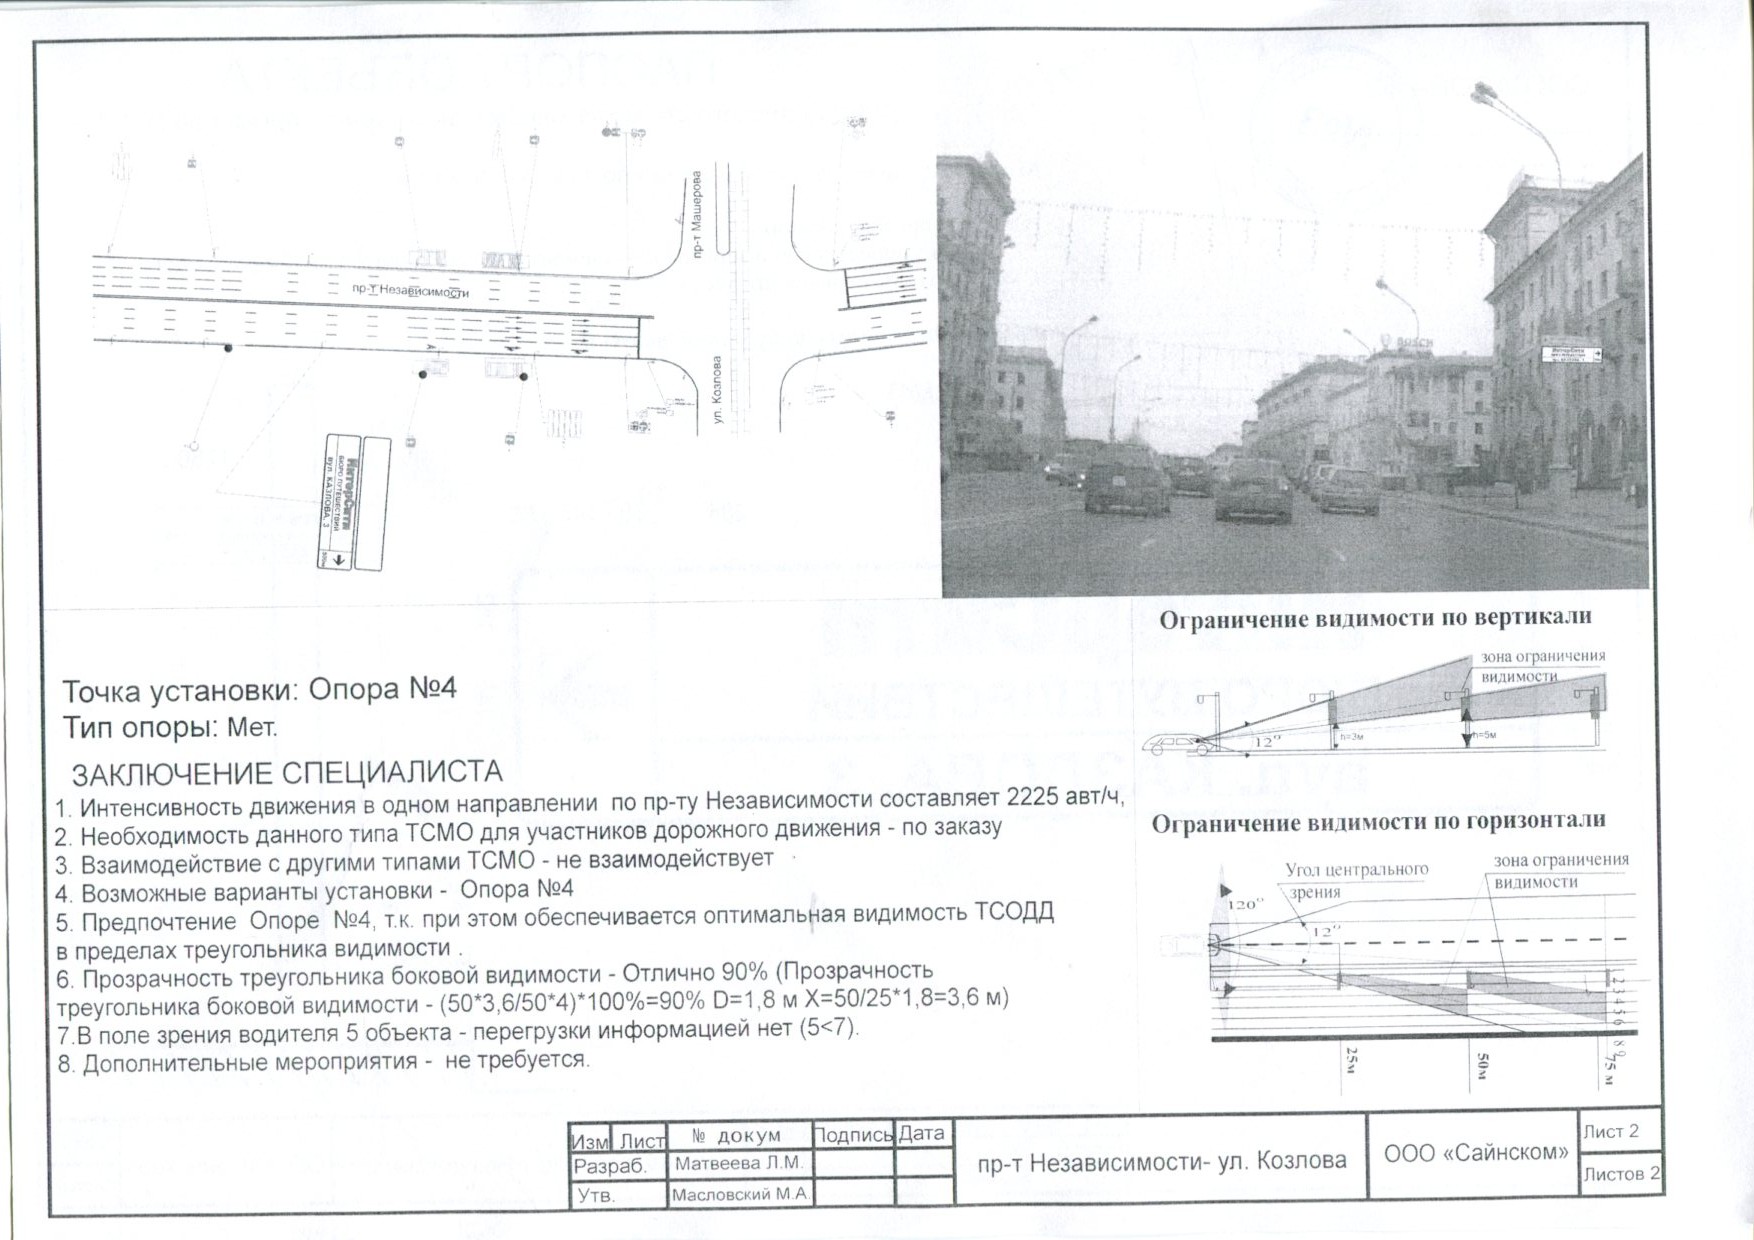 пр-т Машерова
пр-т Независимости
ул. Козлова
ИнтерСити
БЮРО ПУТЕШЕСТВИЙ
вул. КАЗЛОВА, 3
BOSCH
Ограничение видимости по вертикали
зона ограничения
видимости
12°
h=3м
h=5м
Точка установки: Опора №4
Тип опоры: Мет.
ЗАКЛЮЧЕНИЕ СПЕЦИАЛИСТА
1. Интенсивность движения в одном направлении по пр-ту Независимости составляет 2225 авт/ч,
2. Необходимость данного типа ТСМО для участников дорожного движения - по заказу
3. Взаимодействие с другими типами ТСМО - не взаимодействует
4. Возможные варианты установки - Опора №4
5. Предпочтение Опоре №4, т.к. при этом обеспечивается оптимальная видимость ТСОДД
в пределах треугольника видимости .
6. Прозрачность треугольника боковой видимости - Отлично 90% (Прозрачность
треугольника боковой видимости - (50*3,6/50*4)*100%=90% D=1,8 м X=50/25*1,8=3,6 м)
7.В поле зрения водителя 5 объекта - перегрузки информацией нет (5<7).
8. Дополнительные мероприятия - не требуется.
Ограничение видимости по горизонтали
Угол центрального
зрения
зона ограничения
видимости
120°
12°
2 3 4 5 6 8 9
25м
50м
75 м
Изм Лист № докум Подпись Дата
Разраб. Матвеева Л.М.
Утв. Масловский М.А
пр-т Независимости- ул. Козлова
ООО «Сайнском»
Лист 2
Листов 2